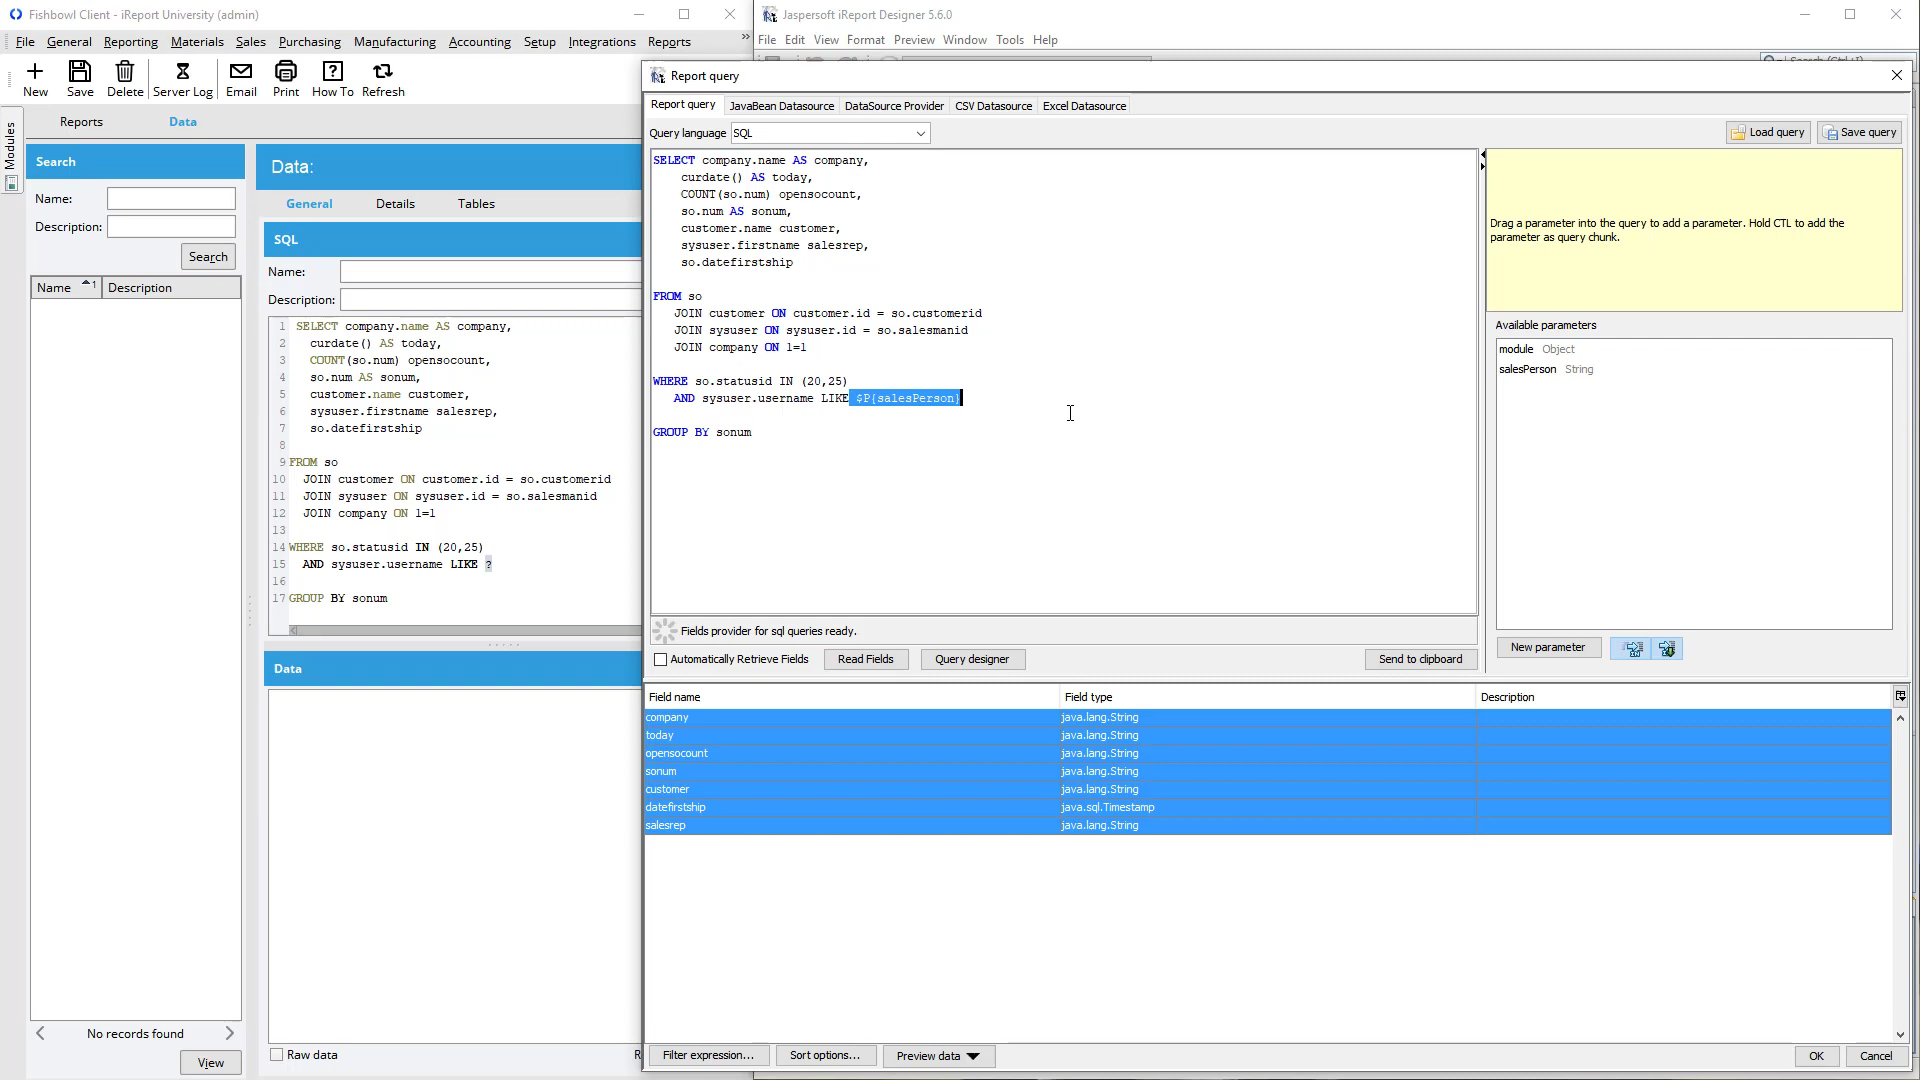 Fishbowl Client - iReport University (admin)
File General Reporting Materials Sales Purchasing Manufacturing Accounting Setup Integrations Reports »
New Save Delete Server Log Email Print How To Refresh
Modules
Reports Data
Search
Name:
Description:
Search
Name 1 Description
No records found
View
Data:
General Details Tables
SQL
Name:
Description:
1 SELECT company.name AS company,
2 curdate() AS today,
3 COUNT(so.num) opensocount,
4 so.num AS sonum,
5 customer.name customer,
6 sysuser.firstname salesrep,
7 so.datefirstship
8
9 FROM so
10 JOIN customer ON customer.id = so.customerid
11 JOIN sysuser ON sysuser.id = so.salesmanid
12 JOIN company ON 1=1
13
14 WHERE so.statusid IN (20,25)
15 AND sysuser.username LIKE ?
16
17 GROUP BY sonum
Data
Raw data
R
Jaspersoft iReport Designer 5.6.0
File Edit View Format Preview Window Tools Help
Search (Ctrl+I)
Report query
Report query JavaBean Datasource DataSource Provider CSV Datasource Excel Datasource
Query language SQL
Load query Save query
SELECT company.name AS company,
curdate() AS today,
COUNT(so.num) opensocount,
so.num AS sonum,
customer.name customer,
sysuser.firstname salesrep,
so.datefirstship
FROM so
JOIN customer ON customer.id = so.customerid
JOIN sysuser ON sysuser.id = so.salesmanid
JOIN company ON 1=1
WHERE so.statusid IN (20,25)
AND sysuser.username LIKE $P{salesPerson}
GROUP BY sonum
Drag a parameter into the query to add a parameter. Hold CTL to add the
parameter as query chunk.
Available parameters
module Object
salesPerson String
New parameter
Fields provider for sql queries ready.
Automatically Retrieve Fields Read Fields Query designer Send to clipboard
Field name Field type Description
company java.lang.String
today java.lang.String
opensocount java.lang.String
sonum java.lang.String
customer java.lang.String
datefirstship java.sql.Timestamp
salesrep java.lang.String
Filter expression... Sort options... Preview data OK Cancel